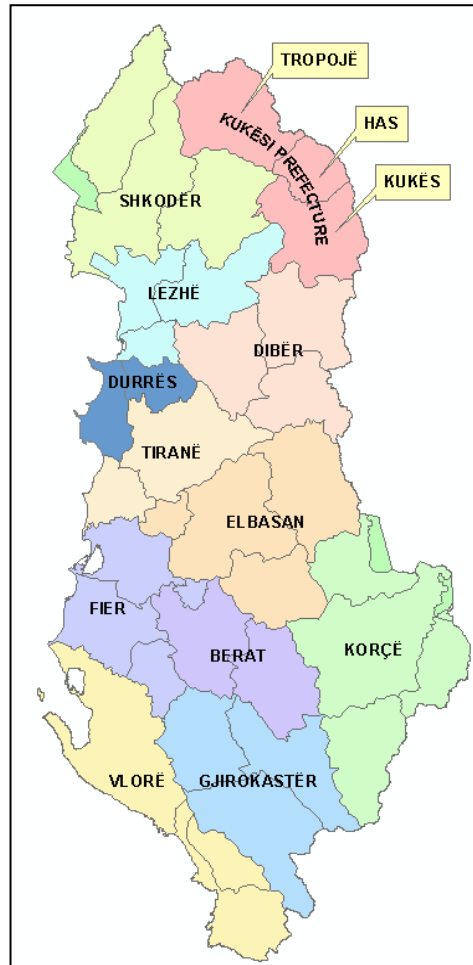 TROPOJË
HAS
KUKËSI PREFECTURE
KUKËS
SHKODËR
LEZHË
DIBËR
DURRËS
TIRANË
ELBASAN
FIER
BERAT
KORÇË
VLORË
GJIROKASTËR